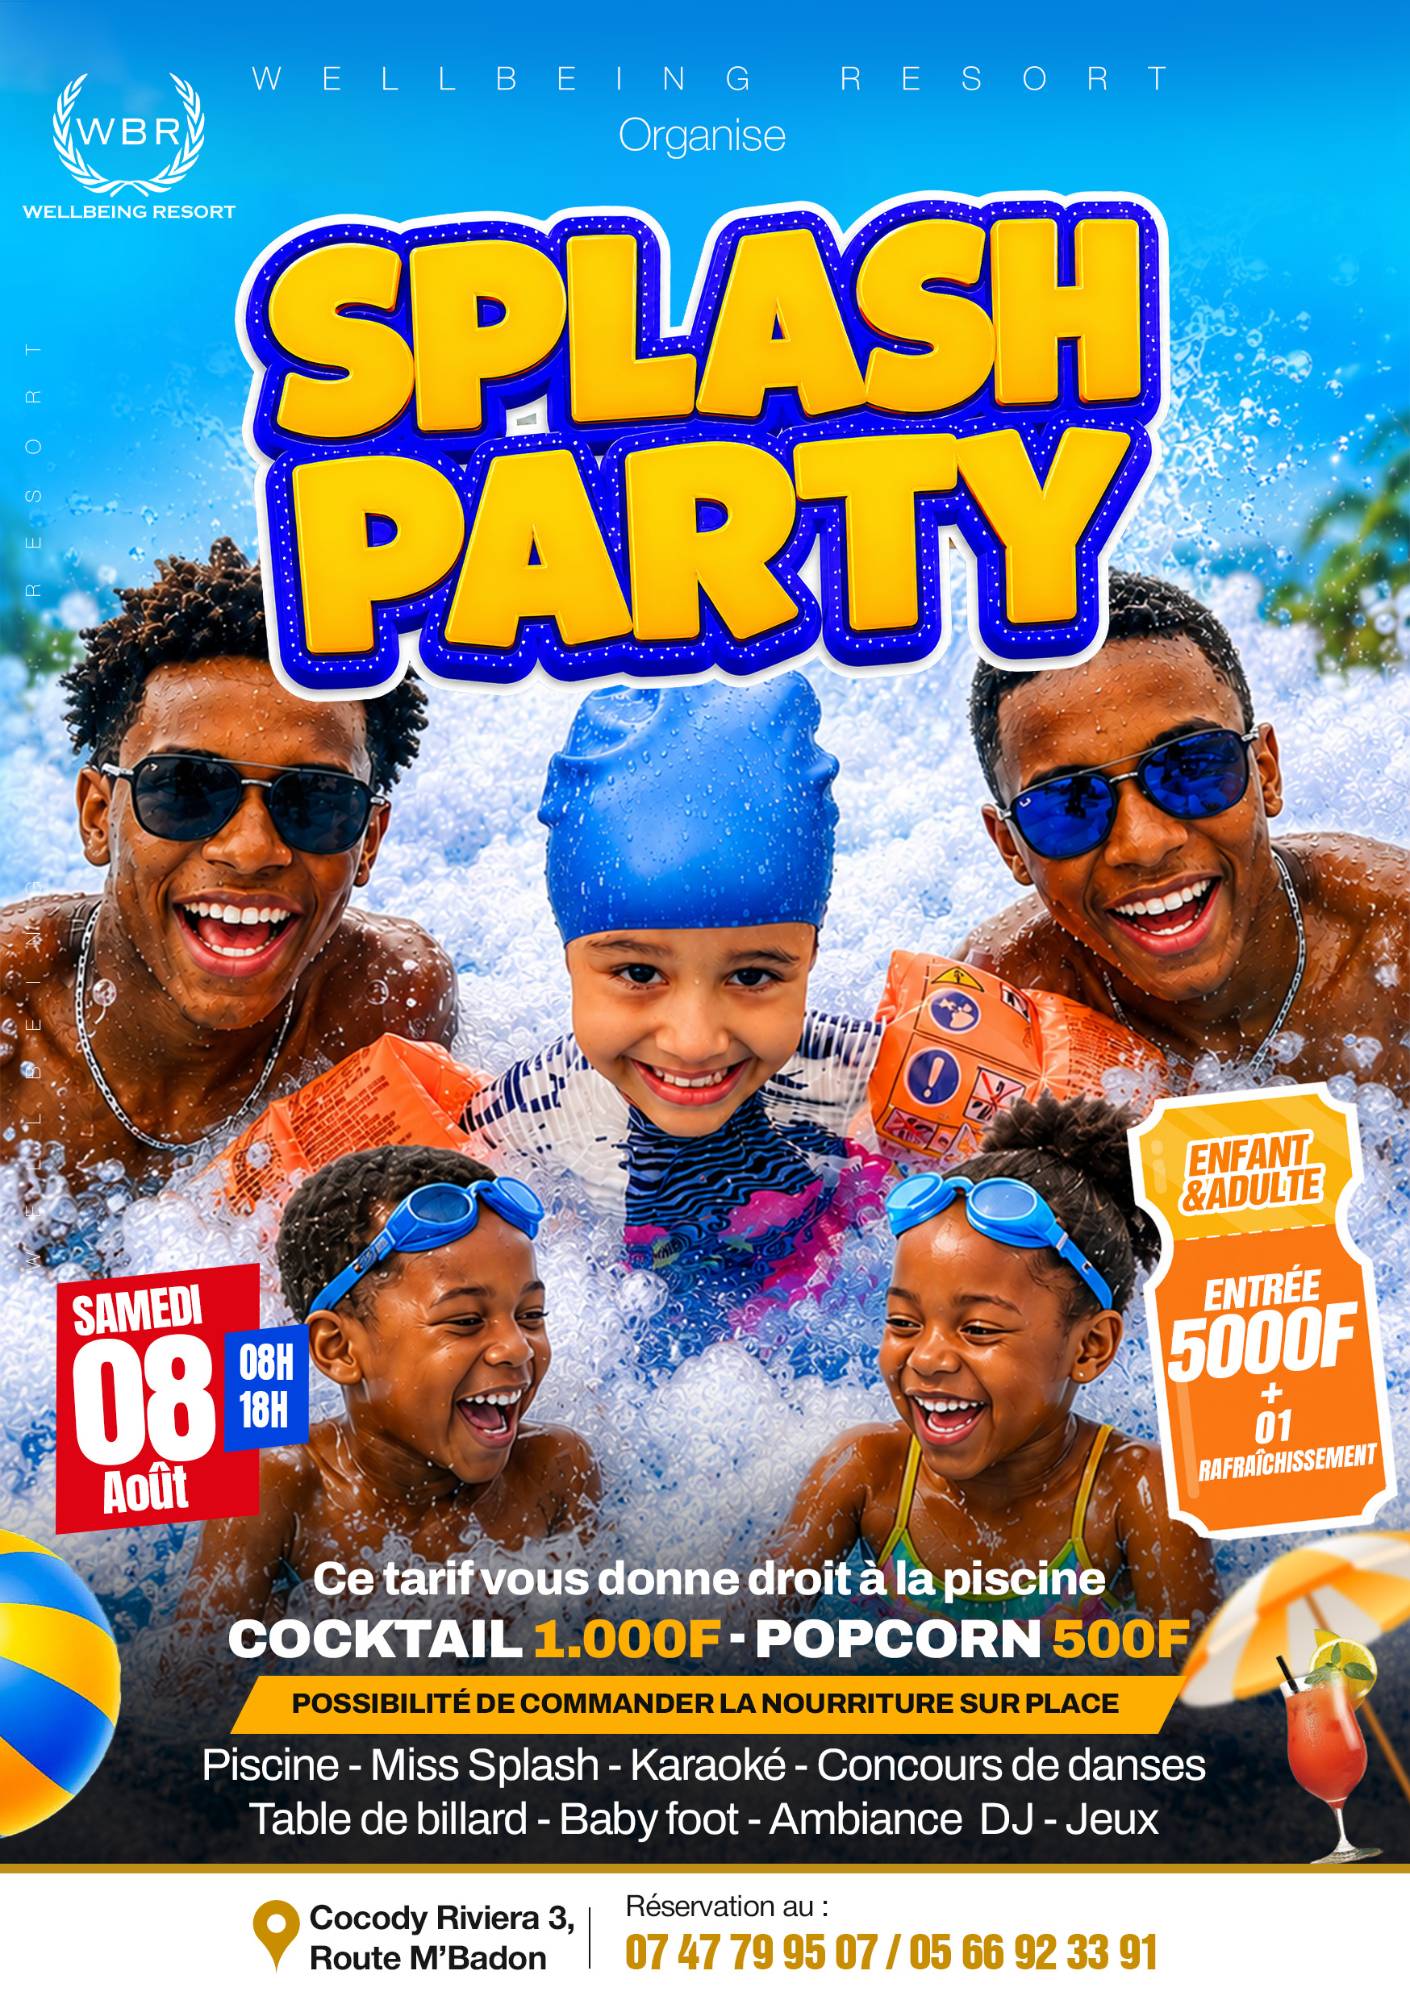 WELLBEING RESORT
Organise
WBR
WELLBEING RESORT
SPLASH
PARTY
WELLBEING RESORT
ENFANT
&ADULTE
ENTRÉE
5000F
+
01
RAFRAÎCHISSEMENT
SAMEDI
08
Août
08H
18H
Ce tarif vous donne droit à la piscine
COCKTAIL 1.000F - POPCORN 500F
POSSIBILITÉ DE COMMANDER LA NOURRITURE SUR PLACE
Piscine - Miss Splash - Karaoké - Concours de danses
Table de billard - Baby foot - Ambiance DJ - Jeux
Cocody Riviera 3,
Route M'Badon
Réservation au :
07 47 79 95 07 / 05 66 92 33 91